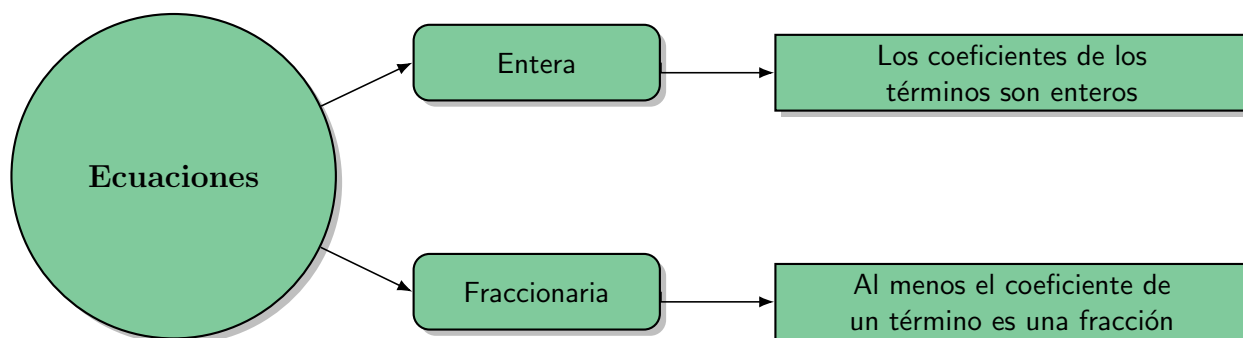 Ecuaciones
Entera
Los coeficientes de los
términos son enteros
Fraccionaria
Al menos el coeficiente de
un término es una fracción